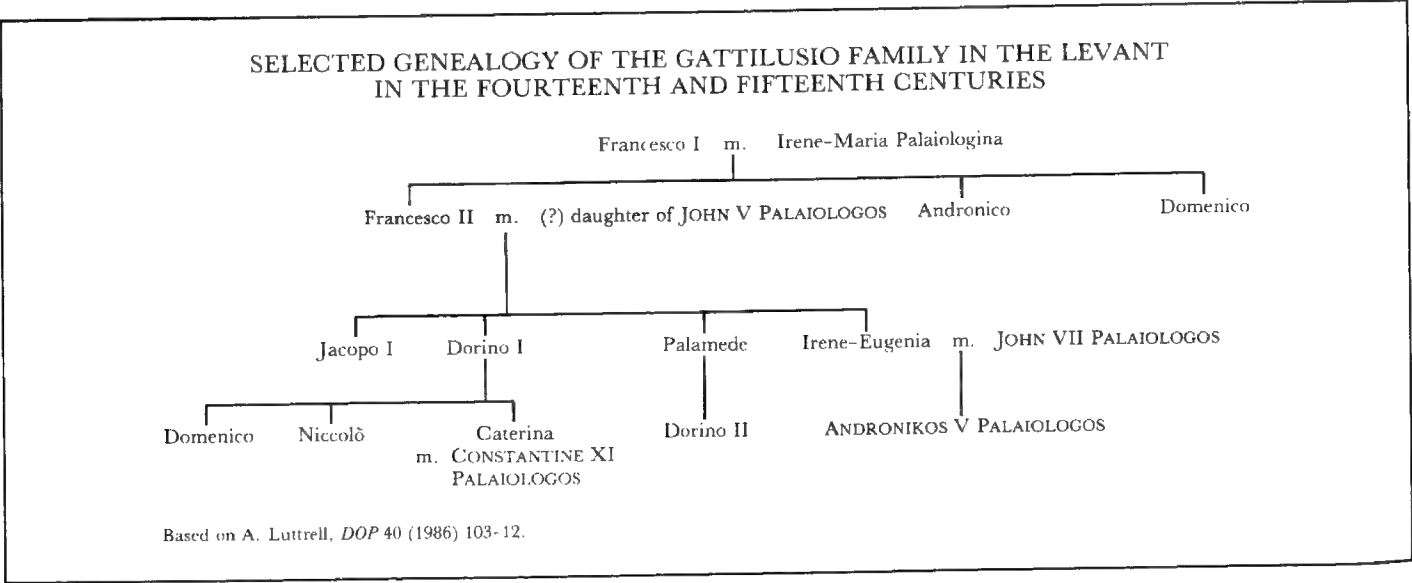 SELECTED GENEALOGY OF THE GATTILUSIO FAMILY IN THE LEVANT
IN THE FOURTEENTH AND FIFTEENTH CENTURIES
Francesco I m. Irene-Maria Palaiologina
Francesco II m. (?) daughter of JOHN V PALAIOLOGOS Andronico Domenico
Jacopo I Dorino I Palamede Irene-Eugenia m. JOHN VII PALAIOLOGOS
Domenico Niccolò Caterina Dorino II ANDRONIKOS V PALAIOLOGOS
m. CONSTANTINE XI
PALAIOLOGOS
Based on A. Luttrell, DOP 40 (1986) 103-12.